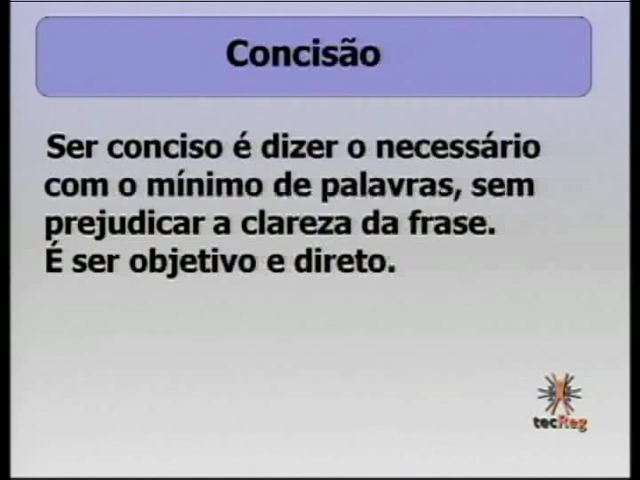 Concisão
Ser conciso é dizer o necessário
com o mínimo de palavras, sem
prejudicar a clareza da frase.
É ser objetivo e direto.
tecReg